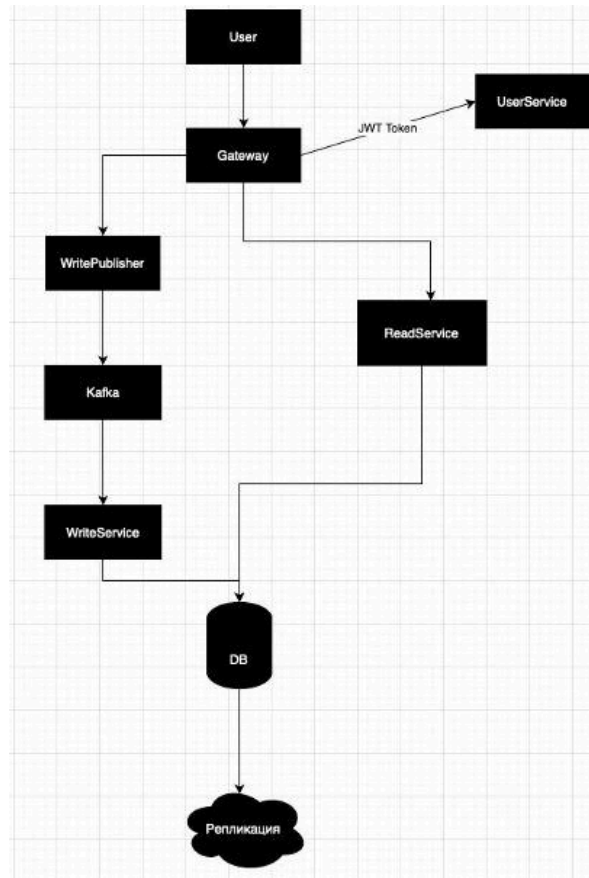 User
UserService
JWT Token
Gateway
WritePublisher
ReadService
Kafka
WriteService
DB
Репликация